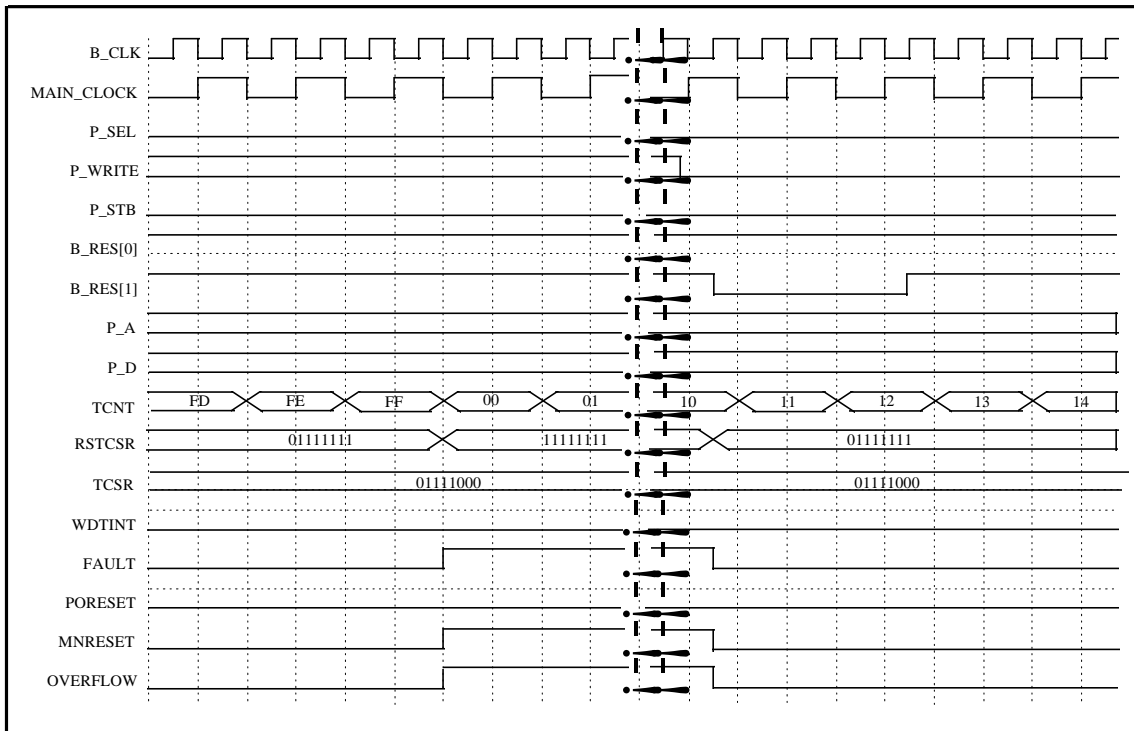 B_CLK
MAIN_CLOCK
P_SEL
P_WRITE
P_STB
B_RES[0]
B_RES[1]
P_A
P_D
TCNT FD FE FF 00 01 10 11 12 13 14
RSTCSR 01111111 11111111 01111111
TCSR 01111000 01111000
WDTINT
FAULT
PORESET
MNRESET
OVERFLOW